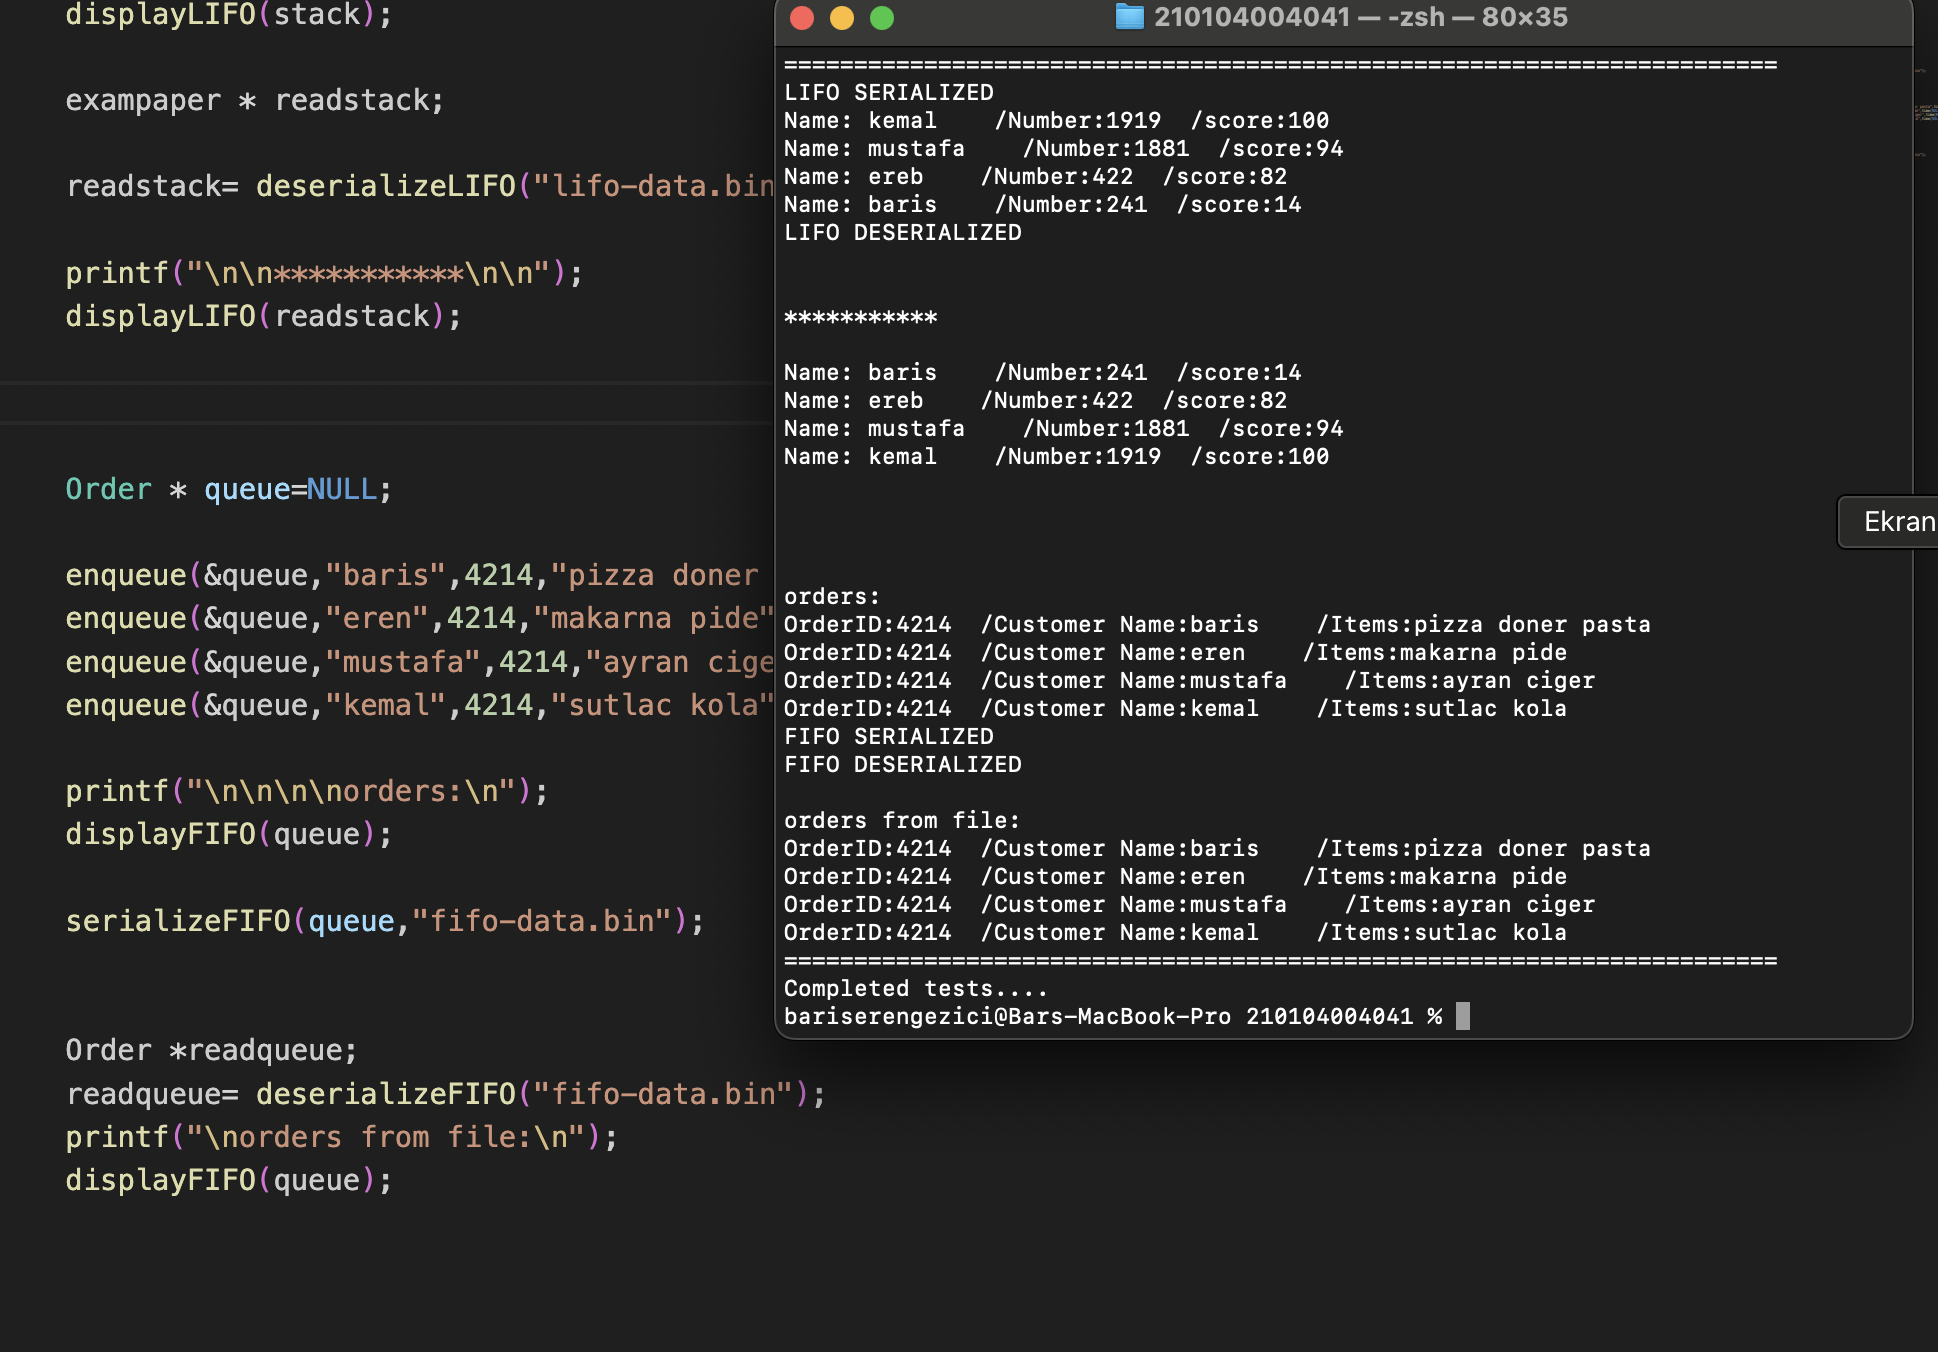 displayLIFO(stack);
exampaper * readstack;
readstack= deserializeLIFO("lifo-data.bin
printf("\n\n***********\n\n");
displayLIFO(readstack);
Order * queue=NULL;
enqueue(&queue,"baris",4214,"pizza doner
enqueue(&queue,"eren",4214,"makarna pide"
enqueue(&queue,"mustafa",4214,"ayran cige
enqueue(&queue,"kemal",4214,"sutlac kola"
printf("\n\n\n\norders:\n");
displayFIFO(queue);
serializeFIFO(queue,"fifo-data.bin");
Order *readqueue;
readqueue= deserializeFIFO("fifo-data.bin");
printf("\norders from file:\n");
displayFIFO(queue);
210104004041 — -zsh — 80×35
=======================================================================
LIFO SERIALIZED
Name: kemal    /Number:1919  /score:100
Name: mustafa    /Number:1881  /score:94
Name: ereb    /Number:422  /score:82
Name: baris    /Number:241  /score:14
LIFO DESERIALIZED
***********
Name: baris    /Number:241  /score:14
Name: ereb    /Number:422  /score:82
Name: mustafa    /Number:1881  /score:94
Name: kemal    /Number:1919  /score:100
orders:
OrderID:4214  /Customer Name:baris    /Items:pizza doner pasta
OrderID:4214  /Customer Name:eren    /Items:makarna pide
OrderID:4214  /Customer Name:mustafa    /Items:ayran ciger
OrderID:4214  /Customer Name:kemal    /Items:sutlac kola
FIFO SERIALIZED
FIFO DESERIALIZED
orders from file:
OrderID:4214  /Customer Name:baris    /Items:pizza doner pasta
OrderID:4214  /Customer Name:eren    /Items:makarna pide
OrderID:4214  /Customer Name:mustafa    /Items:ayran ciger
OrderID:4214  /Customer Name:kemal    /Items:sutlac kola
=======================================================================
Completed tests....
bariserengezici@Bars-MacBook-Pro 210104004041 %
Ekran